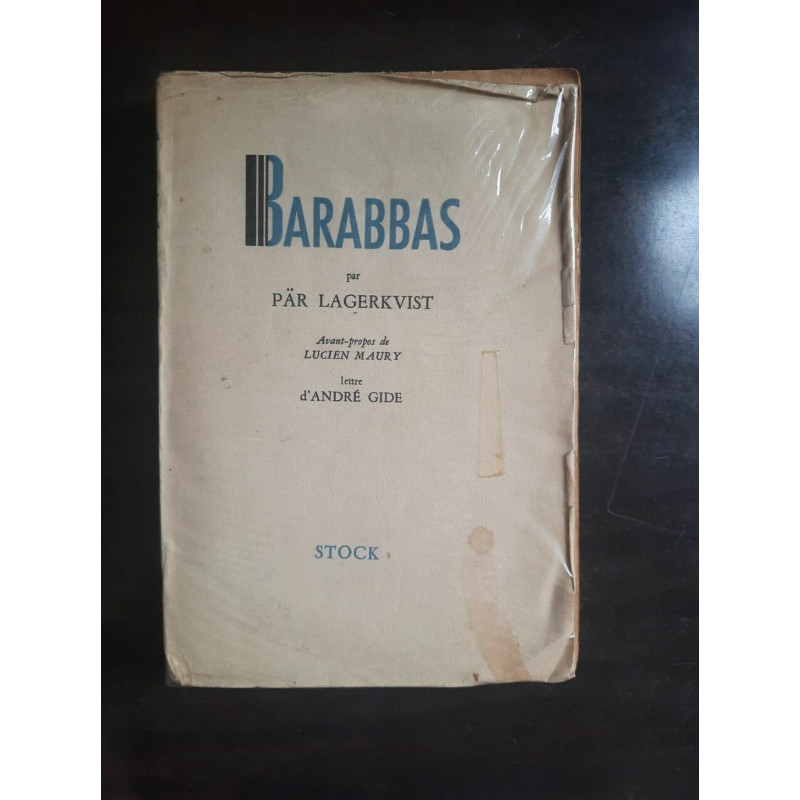 BARABBAS
par
PÄR LAGERKVIST
Avant-propos de
LUCIEN MAURY
lettre
d'ANDRÉ GIDE
STOCK